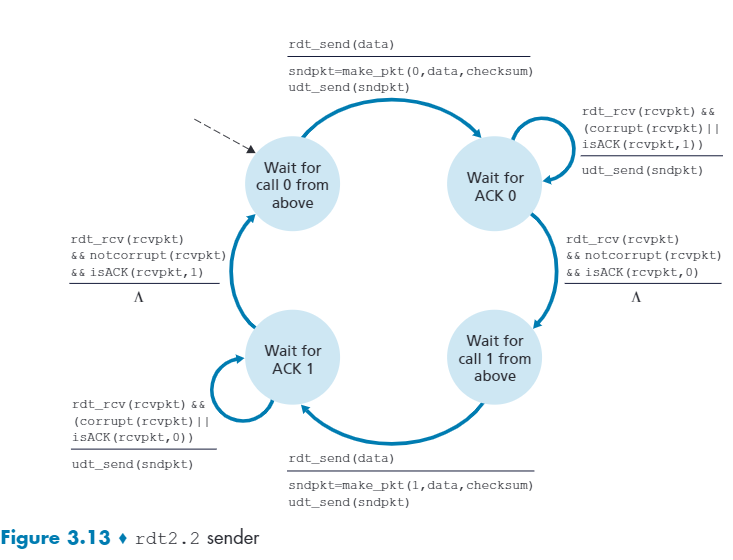 rdt_send(data)
sndpkt=make_pkt(0,data,checksum)
udt_send(sndpkt)
rdt_rcv(rcvpkt) &&
(corrupt(rcvpkt)||
isACK(rcvpkt,1))
udt_send(sndpkt)
Wait for
call 0 from
above
Wait for
ACK 0
rdt_rcv(rcvpkt)
&& notcorrupt(rcvpkt)
&& isACK(rcvpkt,1)
Λ
rdt_rcv(rcvpkt)
&& notcorrupt(rcvpkt)
&& isACK(rcvpkt,0)
Λ
Wait for
ACK 1
Wait for
call 1 from
above
rdt_rcv(rcvpkt) &&
(corrupt(rcvpkt)||
isACK(rcvpkt,0))
udt_send(sndpkt)
rdt_send(data)
sndpkt=make_pkt(1,data,checksum)
udt_send(sndpkt)
Figure 3.13 ♦ rdt2.2 sender